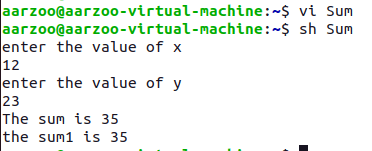 aarzoo@aarzoo-virtual-machine:~$ vi Sum
aarzoo@aarzoo-virtual-machine:~$ sh Sum
enter the value of x
12
enter the value of y
23
The sum is 35
the sum1 is 35